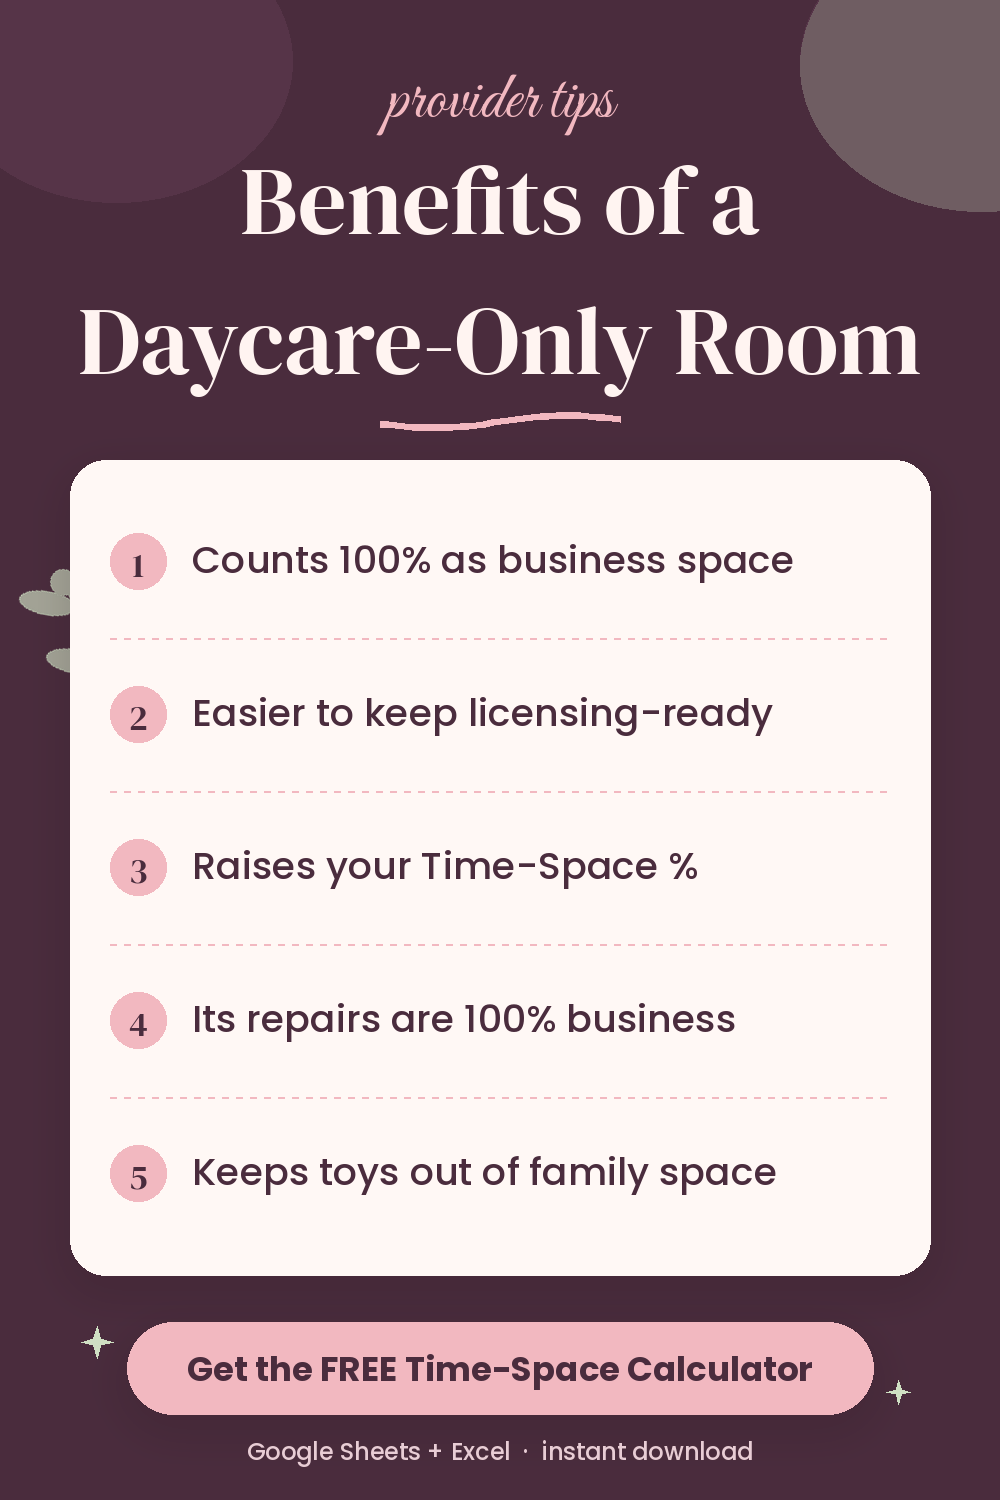 provider tips
Benefits of a
Daycare-Only Room
1 Counts 100% as business space
2 Easier to keep licensing-ready
3 Raises your Time-Space %
4 Its repairs are 100% business
5 Keeps toys out of family space
Get the FREE Time-Space Calculator
Google Sheets + Excel · instant download